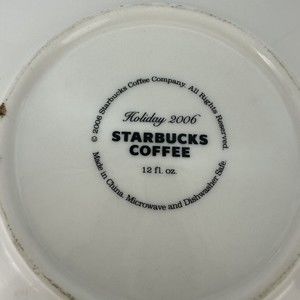 © 2006 Starbucks Coffee Company. All Rights Reserved.
Holiday 2006
STARBUCKS
COFFEE
12 fl. oz.
Made in China. Microwave and Dishwasher Safe